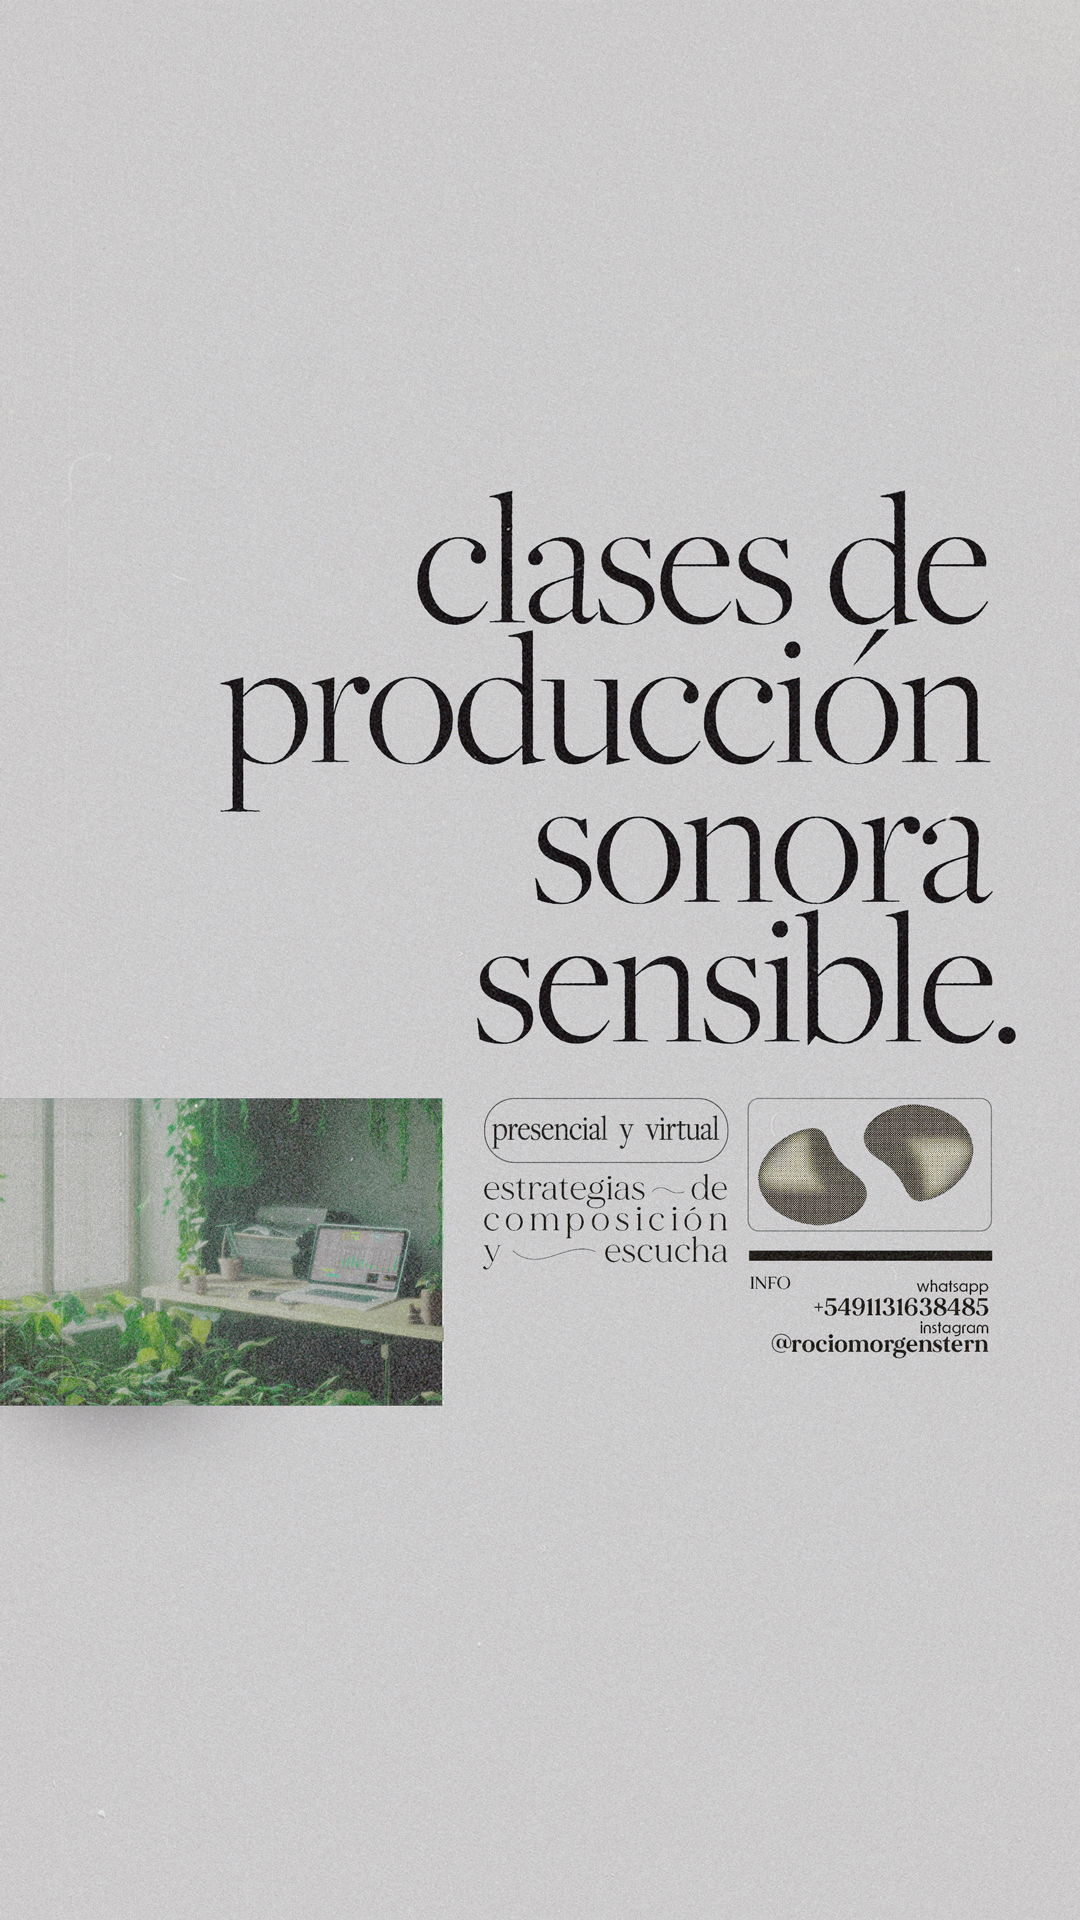 clases de
producción
sonora
sensible.
presencial y virtual
estrategias de
composición
y escucha
INFO
whatsapp
+5491131638485
instagram
@rociomorgenstern